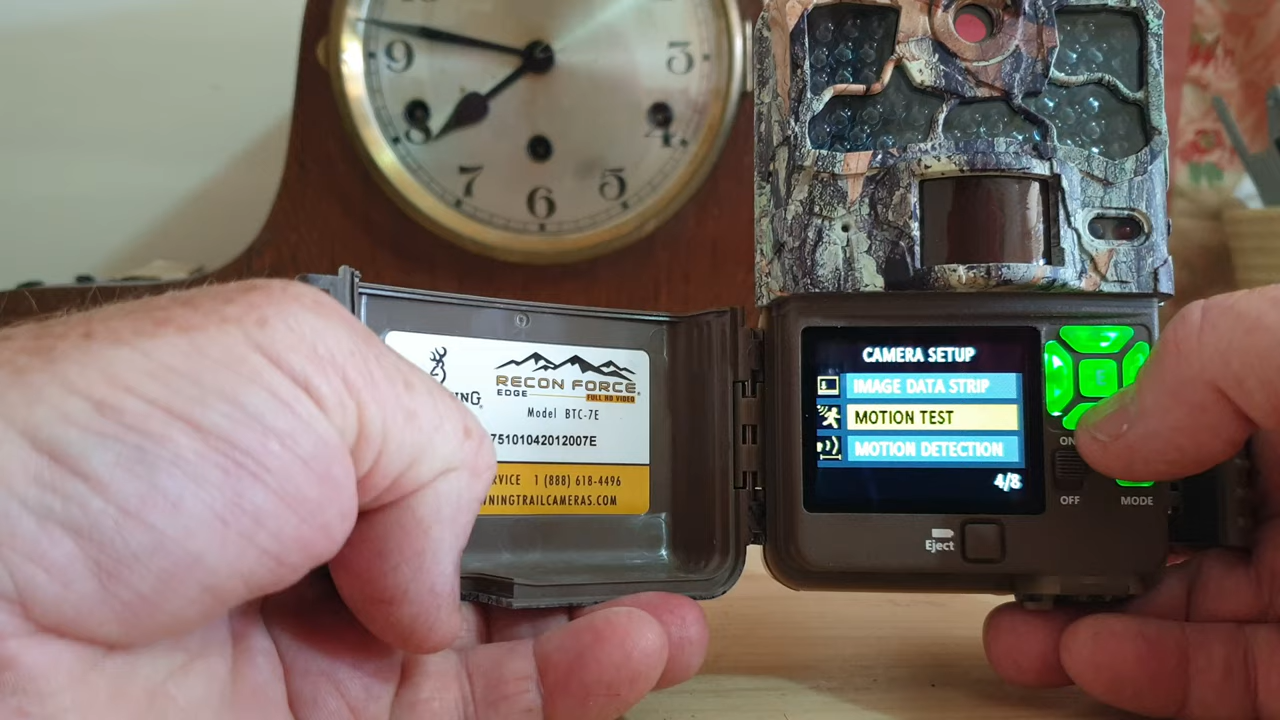 9
3
8
4
7
5
6
RECON FORCE
EDGE FULL HD VIDEO
Model BTC-7E
75101042012007E
1 (888) 618-4496
CAMERA SETUP
IMAGE DATA STRIP
MOTION TEST
MOTION DETECTION
4/8
E
OFF
MODE
Eject